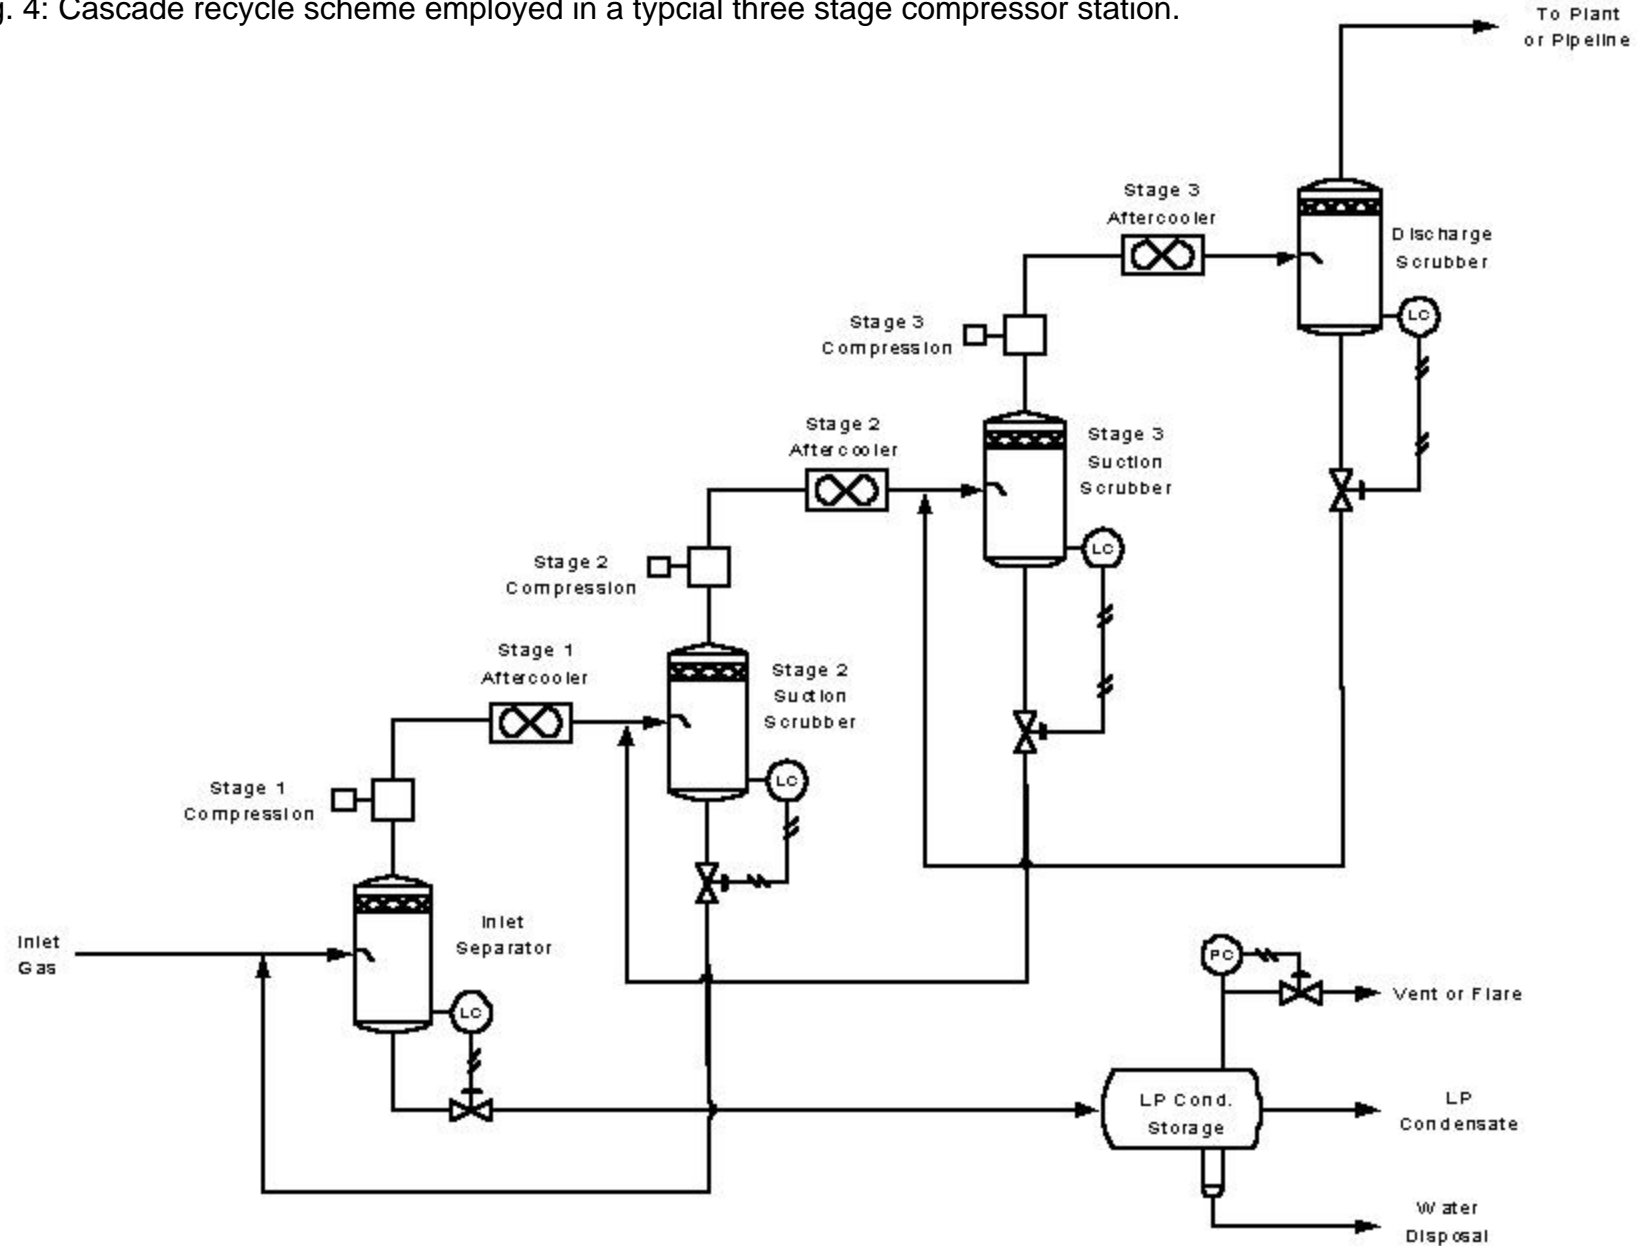 g. 4: Cascade recycle scheme employed in a typcial three stage compressor station.
To Plant
or Pipeline
Stage 3
Aftercooler
Discharge
Scrubber
LC
Stage 3
Compression
Stage 2
Aftercooler
Stage 3
Suction
Scrubber
LC
Stage 2
Compression
Stage 1
Aftercooler
Stage 2
Suction
Scrubber
LC
Stage 1
Compression
Inlet
Separator
Inlet
Gas
LC
PC
Vent or Flare
LP Cond.
Storage
LP
Condensate
Water
Disposal